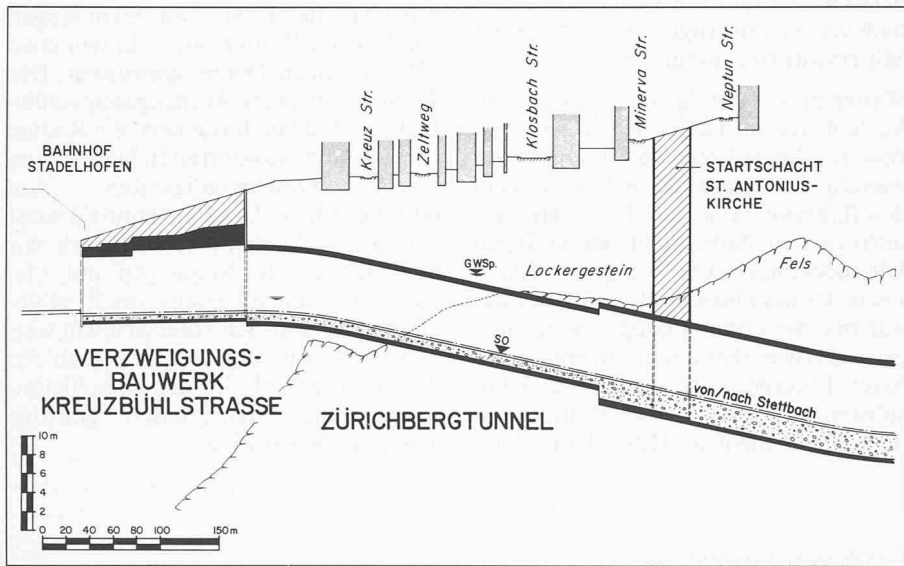 BAHNHOF
STADELHOFEN
Kreuz Str.
Zeltweg
Klosbach Str.
Minerva Str.
Neptun Str.
STARTSCHACHT
ST. ANTONIUS-
KIRCHE
GWSp.
Lockergestein
Fels
SO
von/nach Stettbach
VERZWEIGUNGS-
BAUWERK
KREUZBÜHLSTRASSE
ZÜRICHBERGTUNNEL
10 m
8
6
4
2
0
0 20 40 60 80 100 150 m